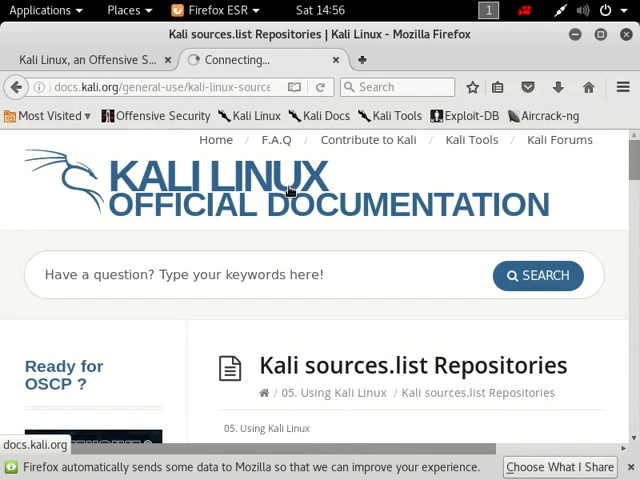 Applications Places Firefox ESR Sat 14:56 1
Kali sources.list Repositories | Kali Linux - Mozilla Firefox
Kali Linux, an Offensive S... × Connecting... ×
docs.kali.org/general-use/kali-linux-source Search
Most Visited Offensive Security Kali Linux Kali Docs Kali Tools Exploit-DB Aircrack-ng
Home / F.A.Q / Contribute to Kali / Kali Tools / Kali Forums
KALI LINUX
OFFICIAL DOCUMENTATION
Have a question? Type your keywords here! SEARCH
Ready for
OSCP ?
Kali sources.list Repositories
/ 05. Using Kali Linux / Kali sources.list Repositories
05. Using Kali Linux
docs.kali.org
Firefox automatically sends some data to Mozilla so that we can improve your experience. Choose What I Share ×